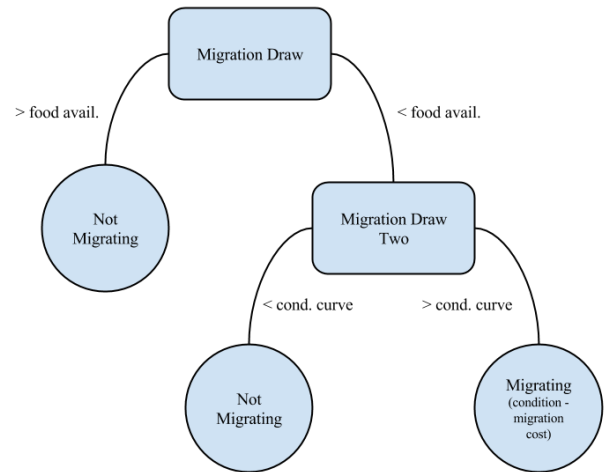 Migration Draw
> food avail.
< food avail.
Not
Migrating
Migration Draw
Two
< cond. curve
> cond. curve
Not
Migrating
Migrating
(condition -
migration
cost)